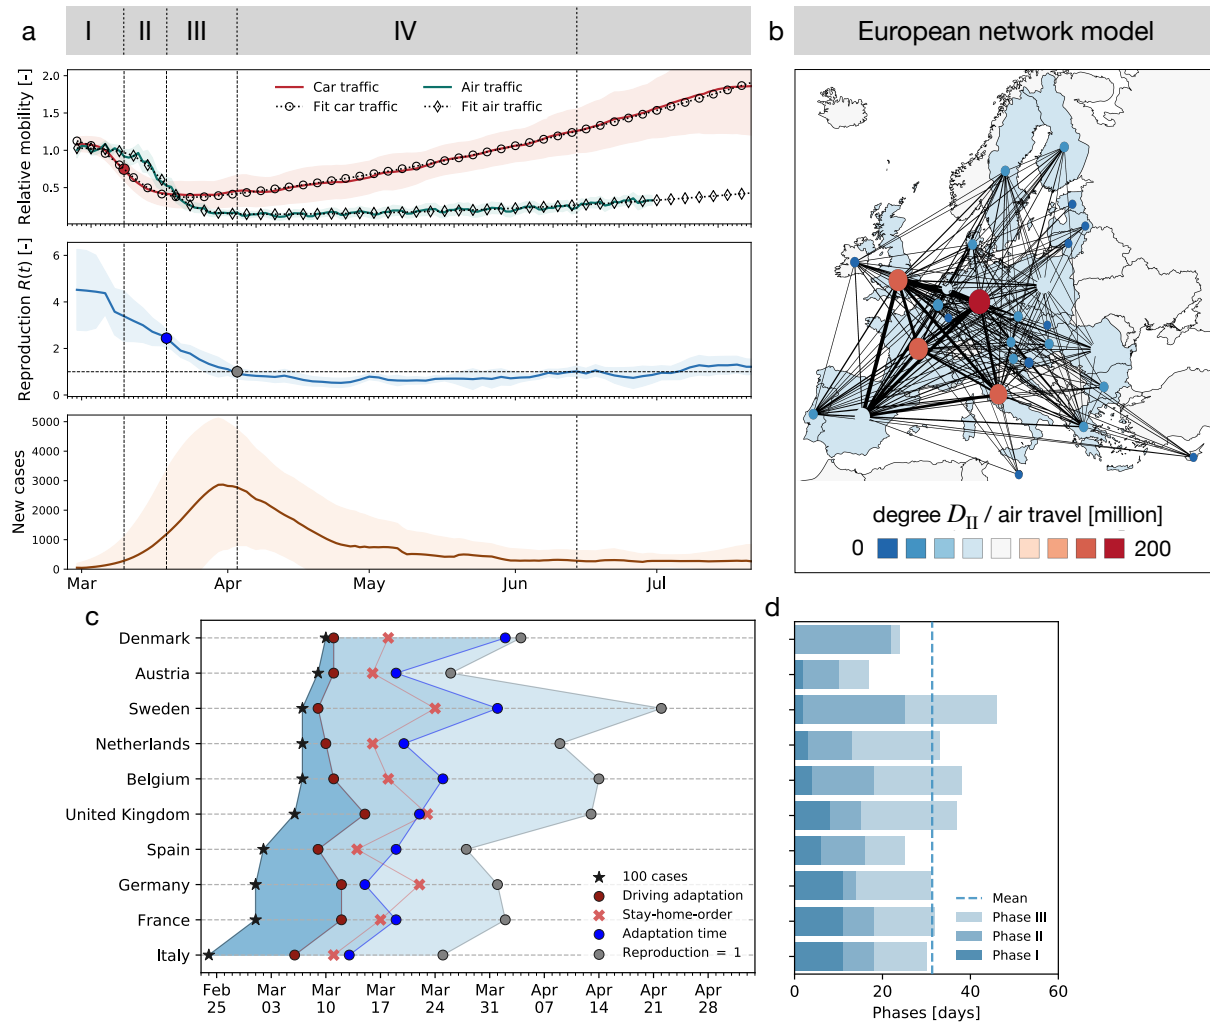 a
I
II
III
IV
b
European network model
Relative mobility [-]
2.0
1.5
1.0
0.5
Car traffic
Fit car traffic
Air traffic
Fit air traffic
Reproduction R(t) [-]
6
4
2
0
New cases
5000
4000
3000
2000
1000
0
Mar
Apr
May
Jun
Jul
degree D_II / air travel [million]
0
200
c
Denmark
Austria
Sweden
Netherlands
Belgium
United Kingdom
Spain
Germany
France
Italy
100 cases
Driving adaptation
Stay-home-order
Adaptation time
Reproduction = 1
Feb 25
Mar 03
Mar 10
Mar 17
Mar 24
Mar 31
Apr 07
Apr 14
Apr 21
Apr 28
d
Mean
Phase III
Phase II
Phase I
0
20
40
60
Phases [days]